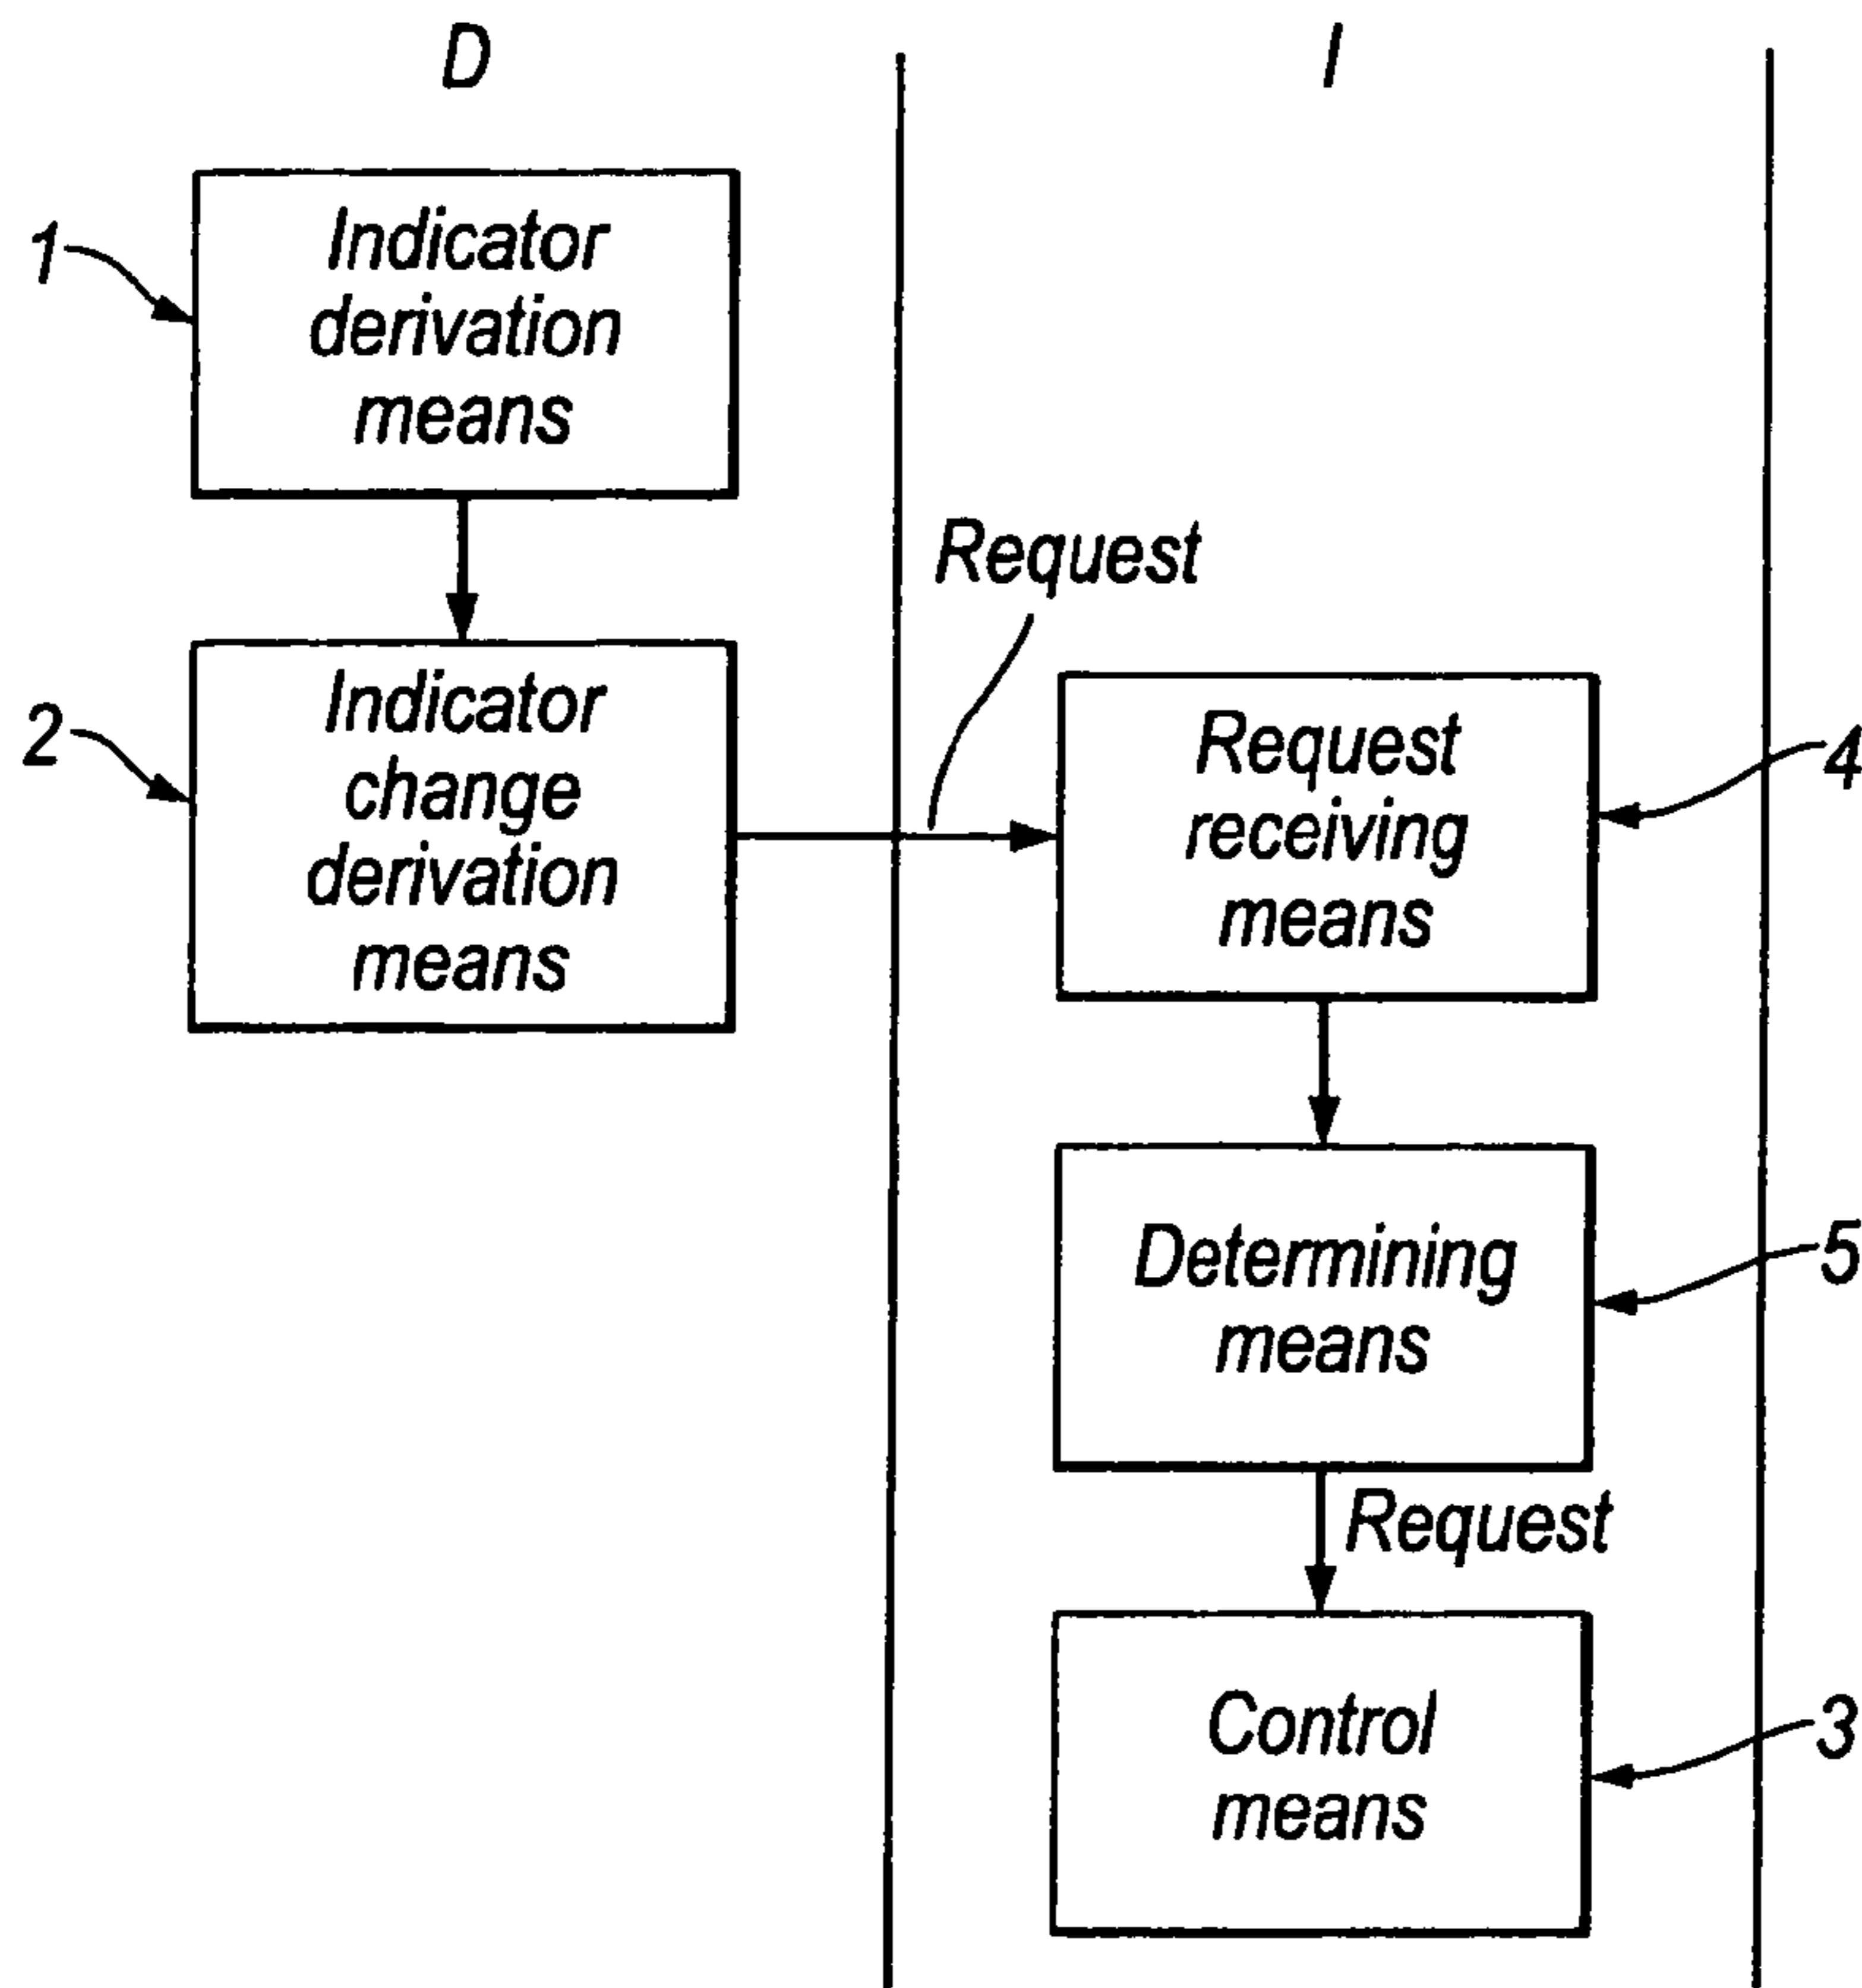 D
I
1
Indicator
derivation
means
Request
2
Indicator
change
derivation
means
Request
receiving
means
4
Determining
means
5
Request
Control
means
3